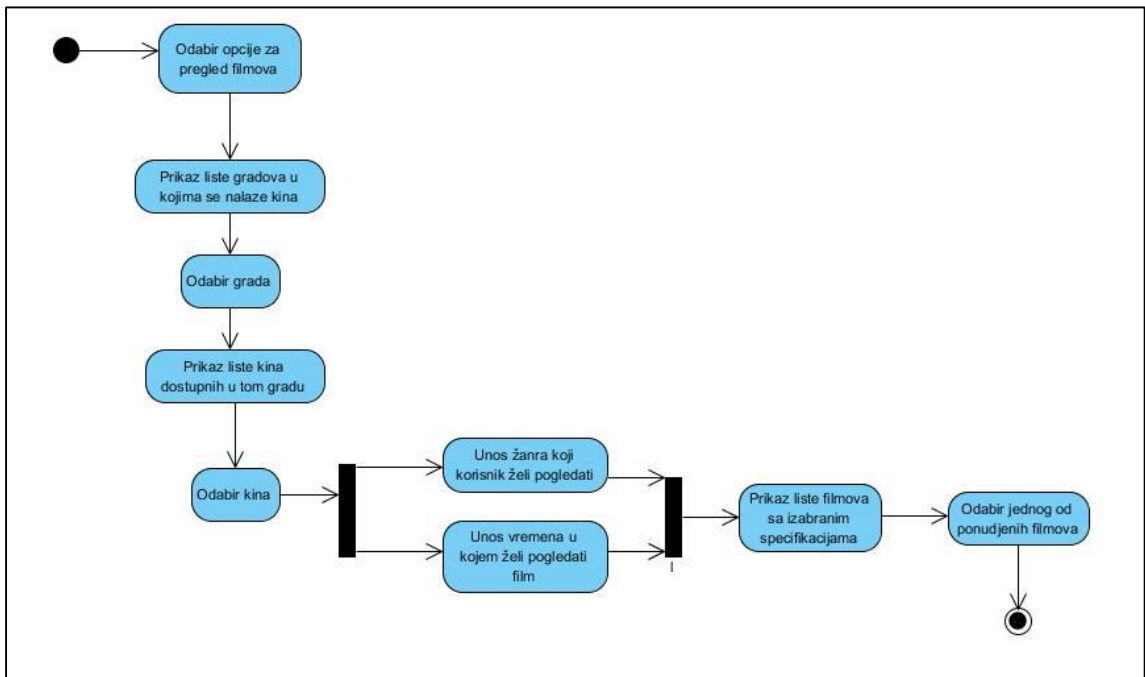 Odabir opcije za
pregled filmova
Prikaz liste gradova u
kojima se nalaze kina
Odabir grada
Prikaz liste kina
dostupnih u tom gradu
Odabir kina
Unos žanra koji
korisnik želi pogledati
Unos vremena u
kojem želi pogledati
film
Prikaz liste filmova
sa izabranim
specifikacijama
Odabir jednog od
ponudjenih filmova